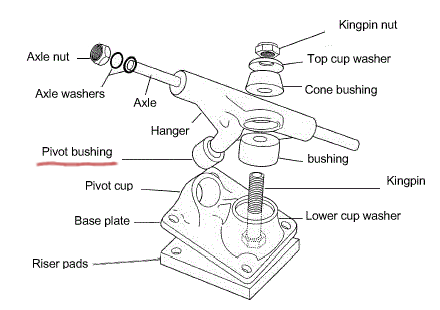 Kingpin nut
Axle nut
Top cup washer
Axle washers
Cone bushing
Axle
Hanger
Pivot bushing
bushing
Pivot cup
Kingpin
Base plate
Lower cup washer
Riser pads